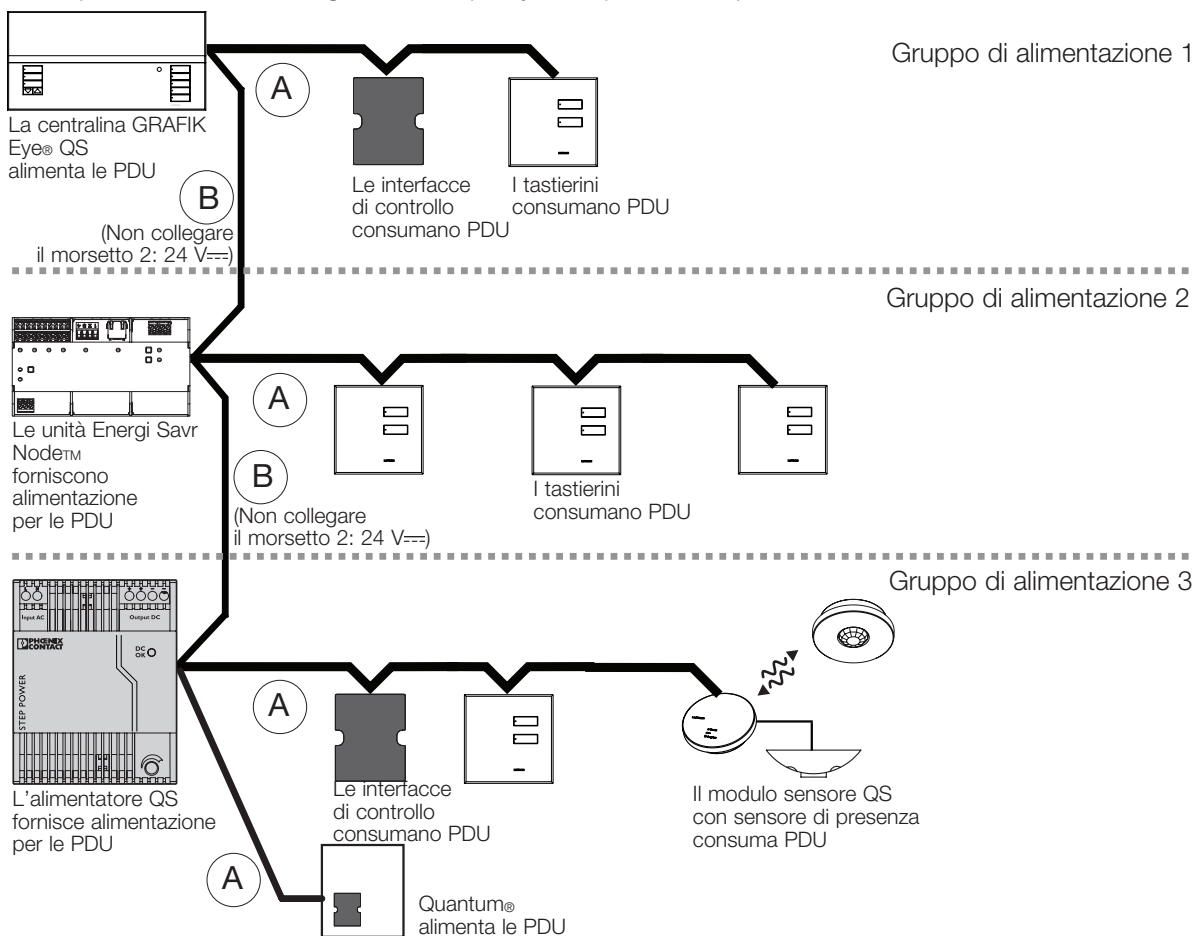 Gruppo di alimentazione 1
A
La centralina GRAFIK
Eye® QS
alimenta le PDU
B
(Non collegare
il morsetto 2: 24 V⎓)
Le interfacce
di controllo
consumano PDU
I tastierini
consumano PDU
Gruppo di alimentazione 2
A
Le unità Energi Savr
Node™
forniscono
alimentazione
per le PDU
B
(Non collegare
il morsetto 2: 24 V⎓)
I tastierini
consumano PDU
Gruppo di alimentazione 3
Input AC
Output DC
PHŒNIX
CONTACT
DC
OK
STEP POWER
L'alimentatore QS
fornisce alimentazione
per le PDU
A
Le interfacce
di controllo
consumano PDU
Il modulo sensore QS
con sensore di presenza
consuma PDU
A
Quantum®
alimenta le PDU